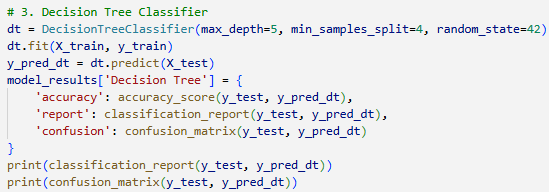 # 3. Decision Tree Classifier
dt = DecisionTreeClassifier(max_depth=5, min_samples_split=4, random_state=42)
dt.fit(X_train, y_train)
y_pred_dt = dt.predict(X_test)
model_results['Decision Tree'] = {
    'accuracy': accuracy_score(y_test, y_pred_dt),
    'report': classification_report(y_test, y_pred_dt),
    'confusion': confusion_matrix(y_test, y_pred_dt)
}
print(classification_report(y_test, y_pred_dt))
print(confusion_matrix(y_test, y_pred_dt))